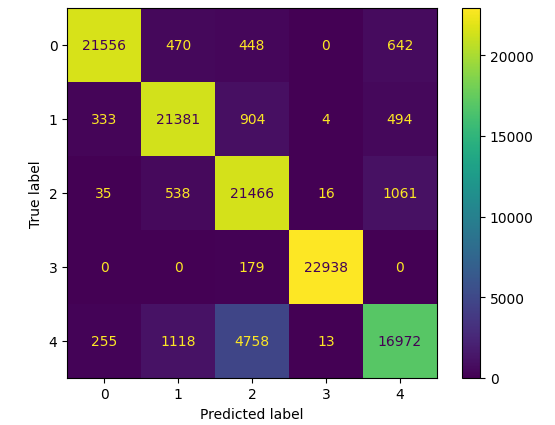 0 21556 470 448 0 642
1 333 21381 904 4 494
2 35 538 21466 16 1061
3 0 0 179 22938 0
4 255 1118 4758 13 16972
0 1 2 3 4
Predicted label
True label
20000
15000
10000
5000
0